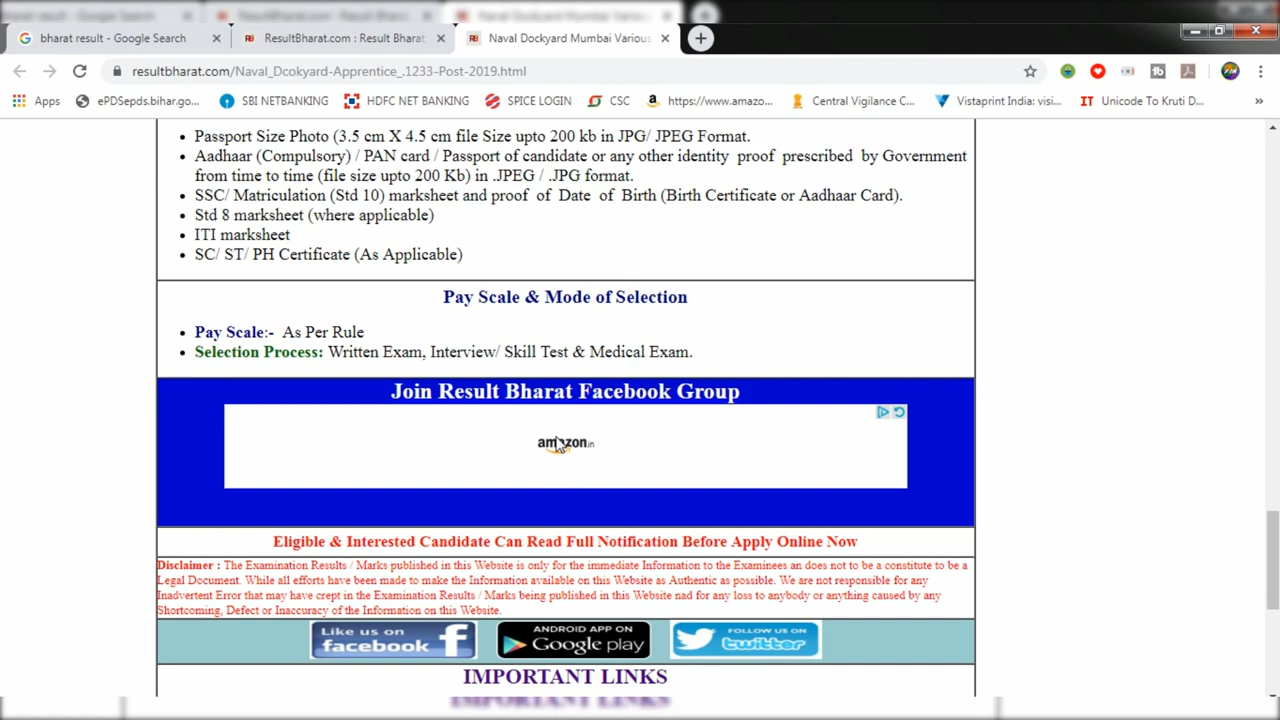 bharat result - Google Search
ResultBharat.com : Result Bharat
Naval Dockyard Mumbai Various
resultbharat.com/Naval_Dcokyard-Apprentice_.1233-Post-2019.html
Apps
ePDSepds.bihar.go...
SBI NETBANKING
HDFC NET BANKING
SPICE LOGIN
CSC
https://www.amazo...
Central Vigilance C...
Vistaprint India: visi...
IT Unicode To Kruti D...
»
• Passport Size Photo (3.5 cm X 4.5 cm file Size upto 200 kb in JPG/ JPEG Format.
• Aadhaar (Compulsory) / PAN card / Passport of candidate or any other identity proof prescribed by Government
from time to time (file size upto 200 Kb) in .JPEG / .JPG format.
• SSC/ Matriculation (Std 10) marksheet and proof of Date of Birth (Birth Certificate or Aadhaar Card).
• Std 8 marksheet (where applicable)
• ITI marksheet
• SC/ ST/ PH Certificate (As Applicable)
Pay Scale & Mode of Selection
• Pay Scale:- As Per Rule
• Selection Process: Written Exam, Interview/ Skill Test & Medical Exam.
Join Result Bharat Facebook Group
amazon.in
Eligible & Interested Candidate Can Read Full Notification Before Apply Online Now
Disclaimer : The Examination Results / Marks published in this Website is only for the immediate Information to the Examinees an does not to be a constitute to be a
Legal Document. While all efforts have been made to make the Information available on this Website as Authentic as possible. We are not responsible for any
Inadvertent Error that may have crept in the Examination Results / Marks being published in this Website nad for any loss to anybody or anything caused by any
Shortcoming, Defect or Inaccuracy of the Information on this Website.
Like us on
facebook
ANDROID APP ON
Google play
FOLLOW US ON
twitter
IMPORTANT LINKS